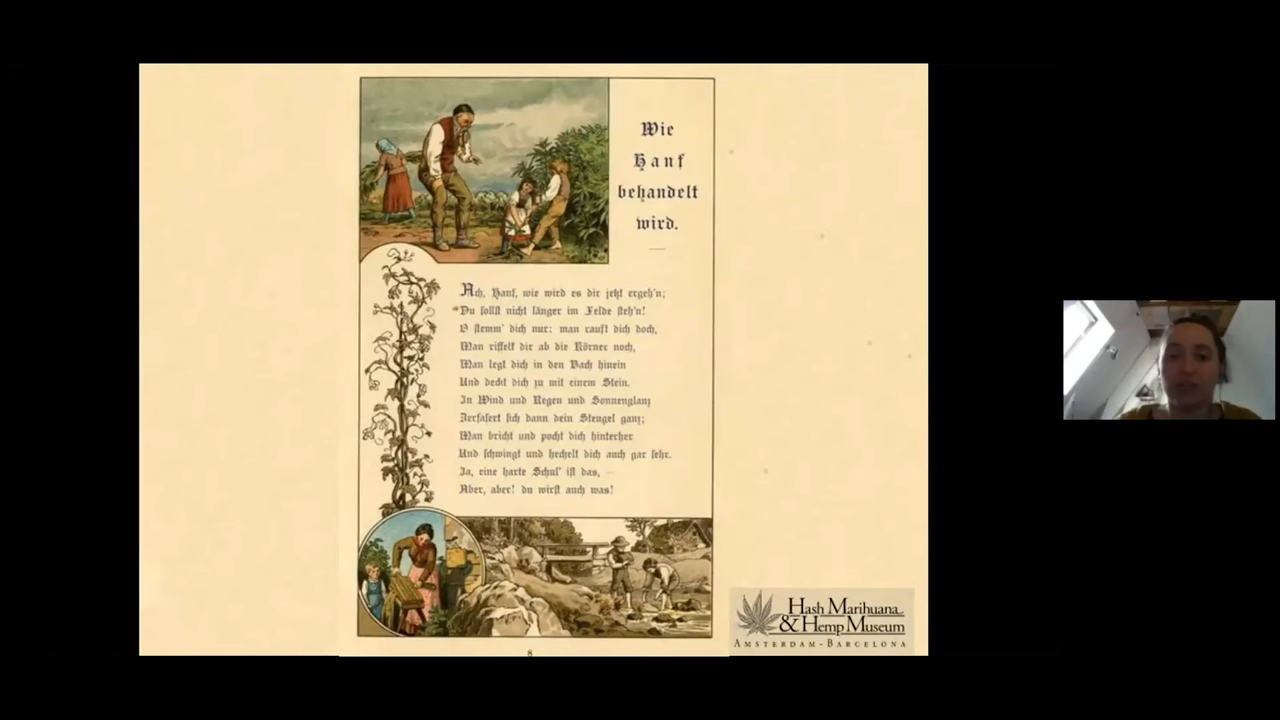 Wie
Hanf
behandelt
wird.
Ach, Hanf, wie wird es dir jetzt ergeh'n;
Du sollst nicht länger im Felde steh'n!
O stemm' dich nur: man rauft dich doch,
Man riffelt dir ab die Körner noch,
Man legt dich in den Bach hinein
Und deckt dich zu mit einem Stein.
In Wind und Regen und Sonnenglanz
Zerfasert sich dann dein Stengel ganz;
Man bricht und pocht dich hinterher
Und schwingt und hechelt dich auch gar sehr.
Ja, eine harte Schul' ist das, —
Aber, aber! du wirst auch was!
8
Hash Marihuana
& Hemp Museum
Amsterdam - Barcelona